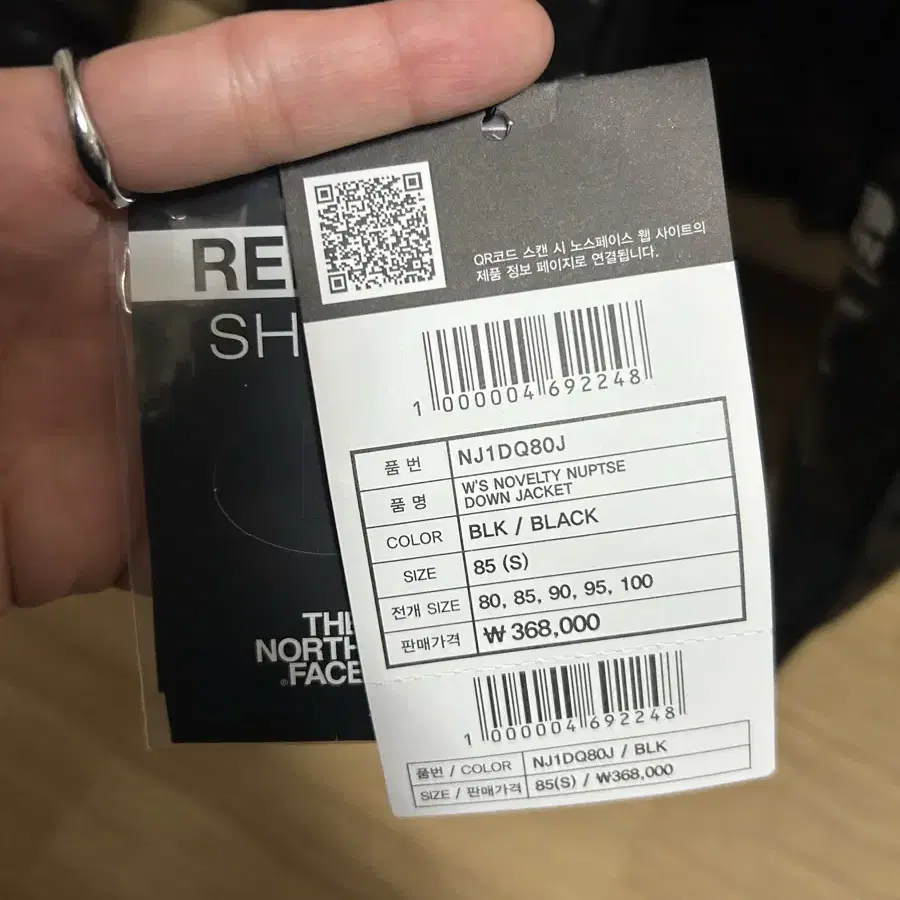 QR코드 스캔 시 노스페이스 웹 사이트의
제품 정보 페이지로 연결됩니다.
RE
SH
1 000004 692248
품 번 NJ1DQ80J
품 명 W'S NOVELTY NUPTSE
DOWN JACKET
COLOR BLK / BLACK
SIZE 85 (S)
전개 SIZE 80, 85, 90, 95, 100
판매가격 ₩ 368,000
THE
NORTH
FACE
1 000004 692248
품번 / COLOR NJ1DQ80J / BLK
SIZE / 판매가격 85(S) / ₩368,000